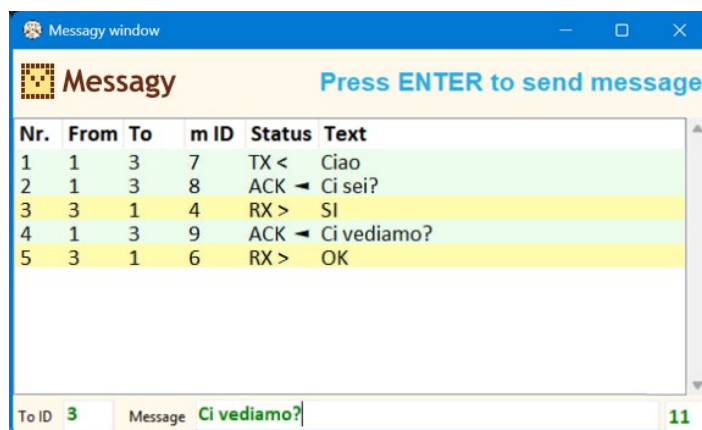 Messagy window
Messagy Press ENTER to send message
Nr. From To m ID Status Text
1 1 3 7 TX < Ciao
2 1 3 8 ACK ◄ Ci sei?
3 3 1 4 RX > SI
4 1 3 9 ACK ◄ Ci vediamo?
5 3 1 6 RX > OK
To ID 3 Message Ci vediamo? 11